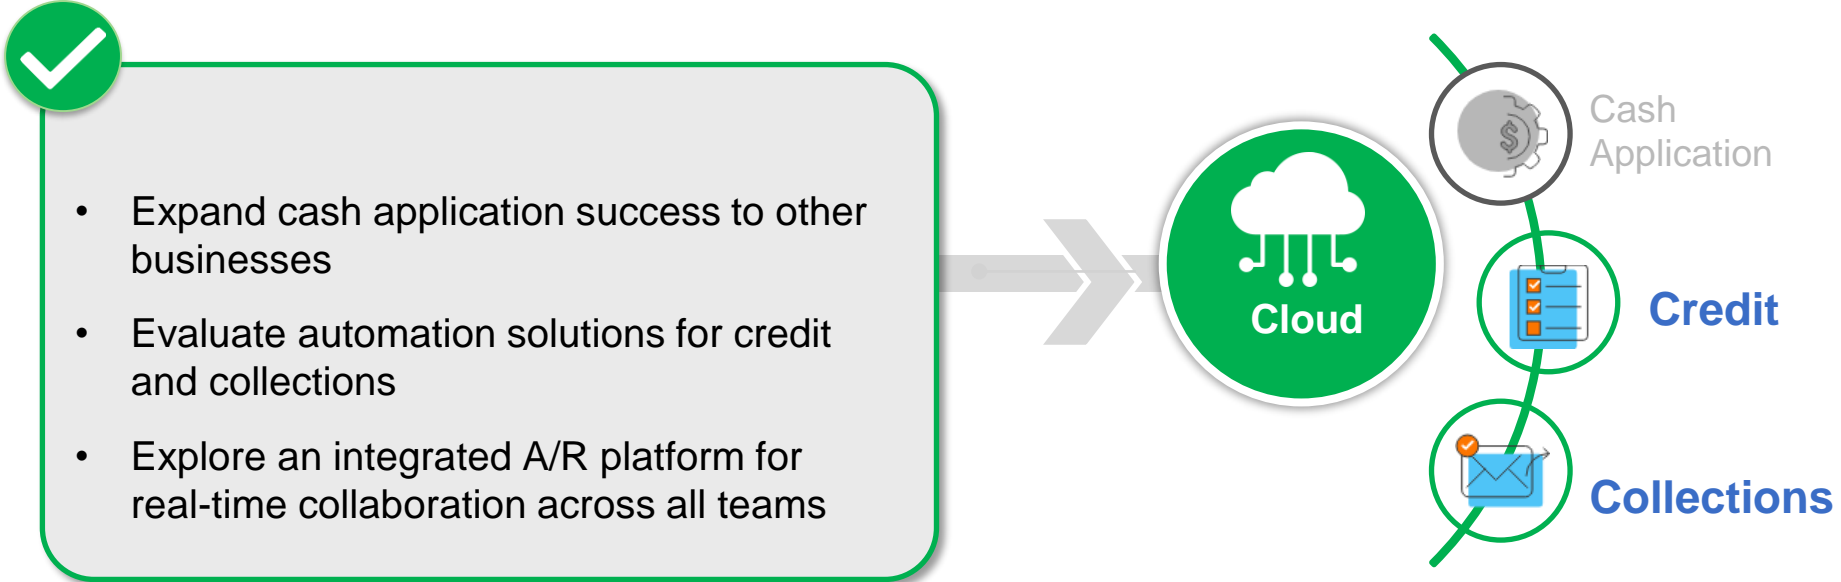 • Expand cash application success to other
businesses
• Evaluate automation solutions for credit
and collections
• Explore an integrated A/R platform for
real-time collaboration across all teams
Cloud
$
Cash
Application
Credit
Collections